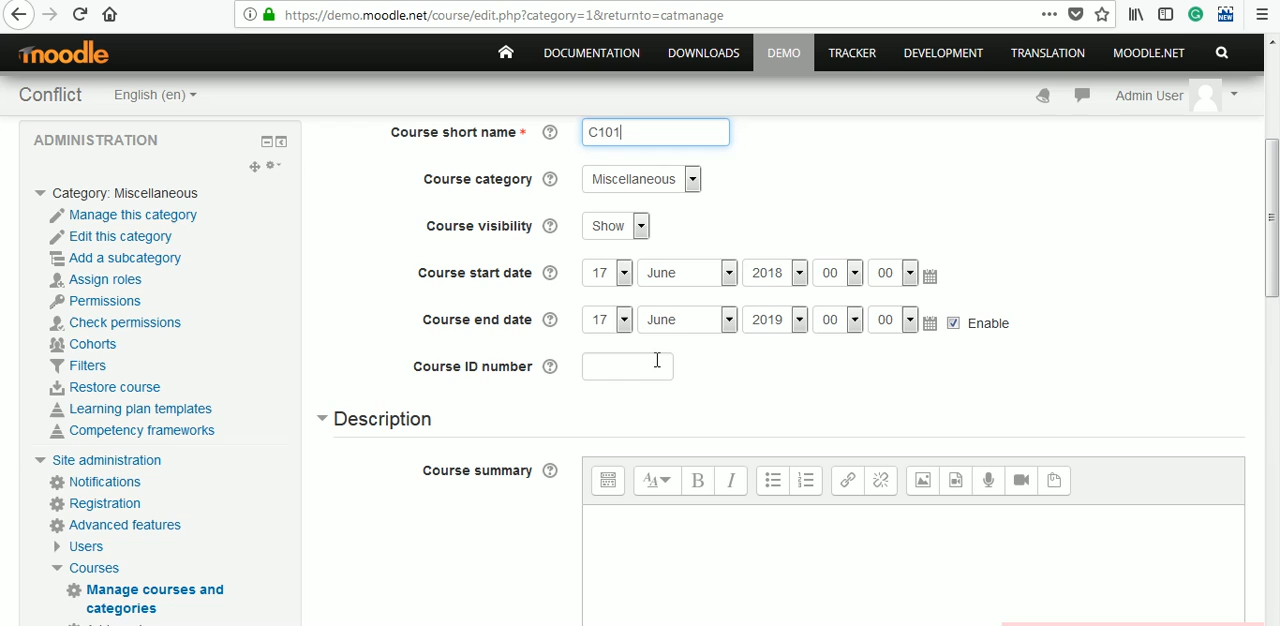 https://demo.moodle.net/course/edit.php?category=1&returnto=catmanage
NEW
moodle
DOCUMENTATION
DOWNLOADS
DEMO
TRACKER
DEVELOPMENT
TRANSLATION
MOODLE.NET
Conflict
English (en)
Admin User
ADMINISTRATION
Category: Miscellaneous
Manage this category
Edit this category
Add a subcategory
Assign roles
Permissions
Check permissions
Cohorts
Filters
Restore course
Learning plan templates
Competency frameworks
Site administration
Notifications
Registration
Advanced features
Users
Courses
Manage courses and
categories
Course short name * ? C101
Course category ? Miscellaneous
Course visibility ? Show
Course start date ? 17 June 2018 00 00
Course end date ? 17 June 2019 00 00 Enable
Course ID number ?
Description
Course summary ? B I